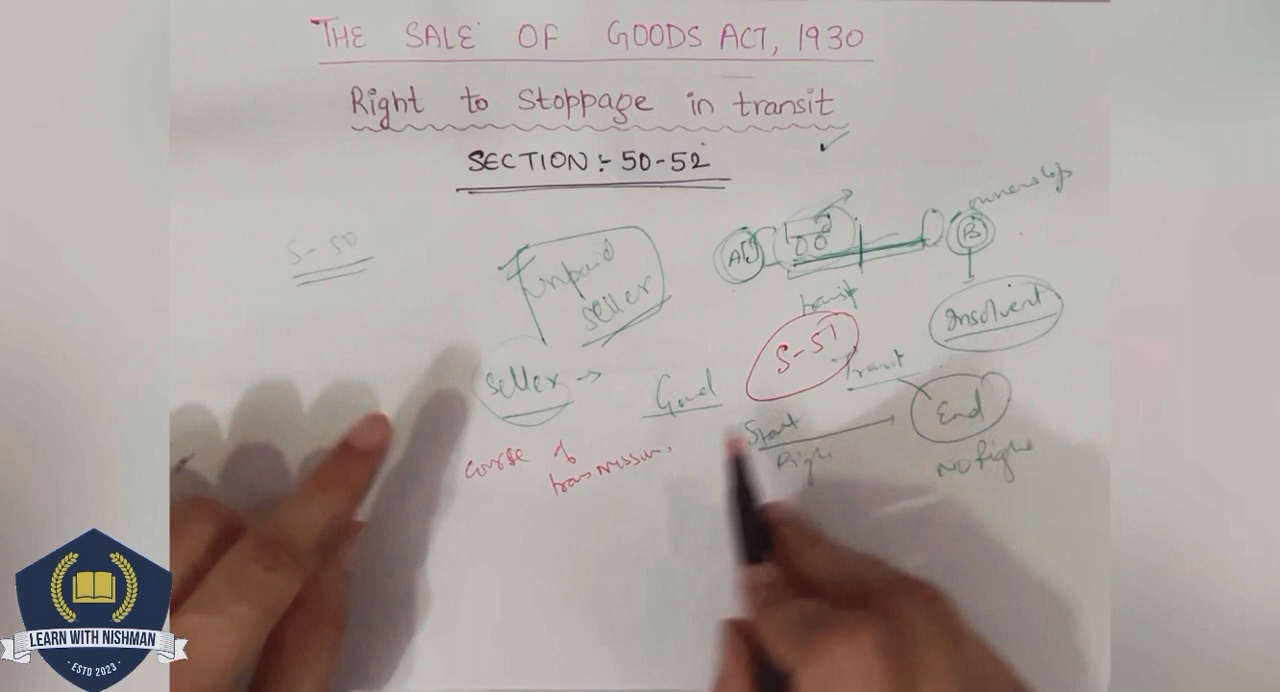 THE SALE OF GOODS ACT, 1930
Right to Stoppage in transit
SECTION :- 50-52
ownership
S-50
Unpaid
seller
A
B
transit
Insolvent
S-51
Transit
seller →
Good
End
Start
Right
No Right
course of
transmission.
LEARN WITH NISHMAN
- ESTD 2023 -